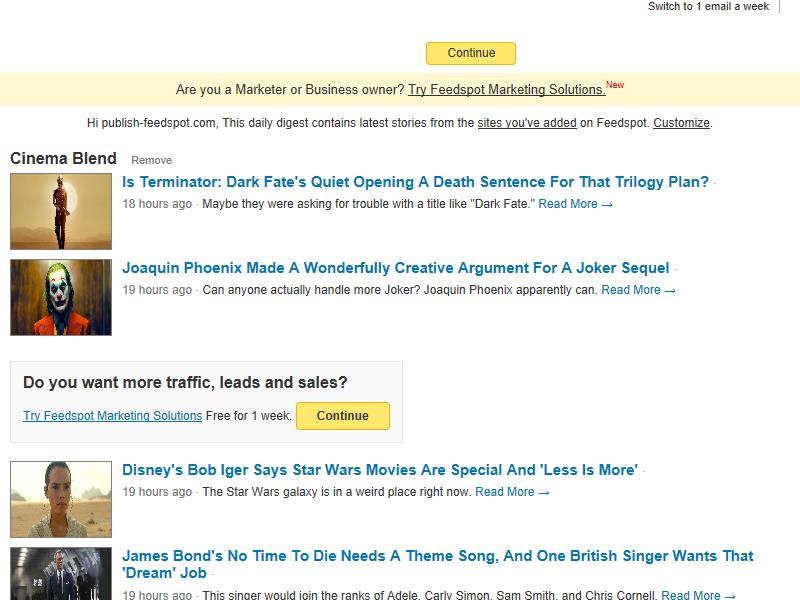 Switch to 1 email a week
Continue
Are you a Marketer or Business owner? Try Feedspot Marketing Solutions.New
Hi publish-feedspot.com, This daily digest contains latest stories from the sites you've added on Feedspot. Customize.
Cinema Blend Remove
Is Terminator: Dark Fate's Quiet Opening A Death Sentence For That Trilogy Plan? ·
18 hours ago · Maybe they were asking for trouble with a title like "Dark Fate." Read More →
Joaquin Phoenix Made A Wonderfully Creative Argument For A Joker Sequel ·
19 hours ago · Can anyone actually handle more Joker? Joaquin Phoenix apparently can. Read More →
Do you want more traffic, leads and sales?
Try Feedspot Marketing Solutions Free for 1 week. Continue
Disney's Bob Iger Says Star Wars Movies Are Special And 'Less Is More' ·
19 hours ago · The Star Wars galaxy is in a weird place right now. Read More →
James Bond's No Time To Die Needs A Theme Song, And One British Singer Wants That
'Dream' Job ·
19 hours ago · This singer would join the ranks of Adele, Carly Simon, Sam Smith, and Chris Cornell. Read More →